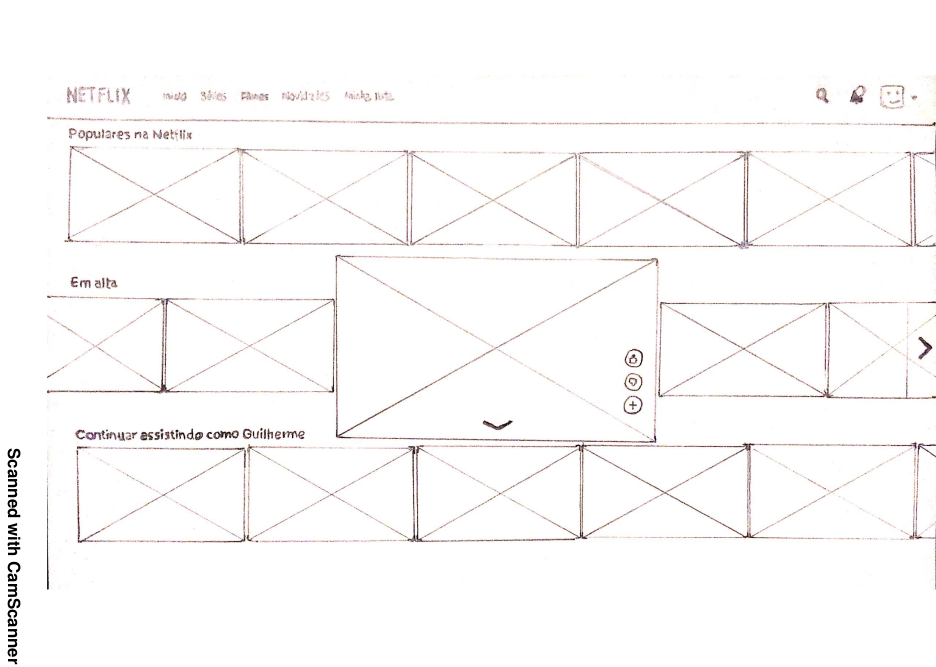 NETFLIX Início Séries Filmes Novidades Minha lista
Populares na Netflix
Em alta
Continuar assistindo como Guilherme
Scanned with CamScanner